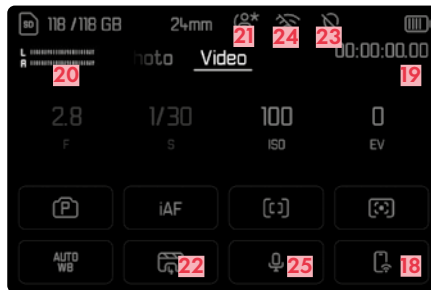 SD 118 /118 GB 24mm 21 24 23
L
R
20 hoto Video 00:00:00.00
19
2.8 1/30 100 0
F S ISO EV
P iAF
AUTO
WB 22 25 18